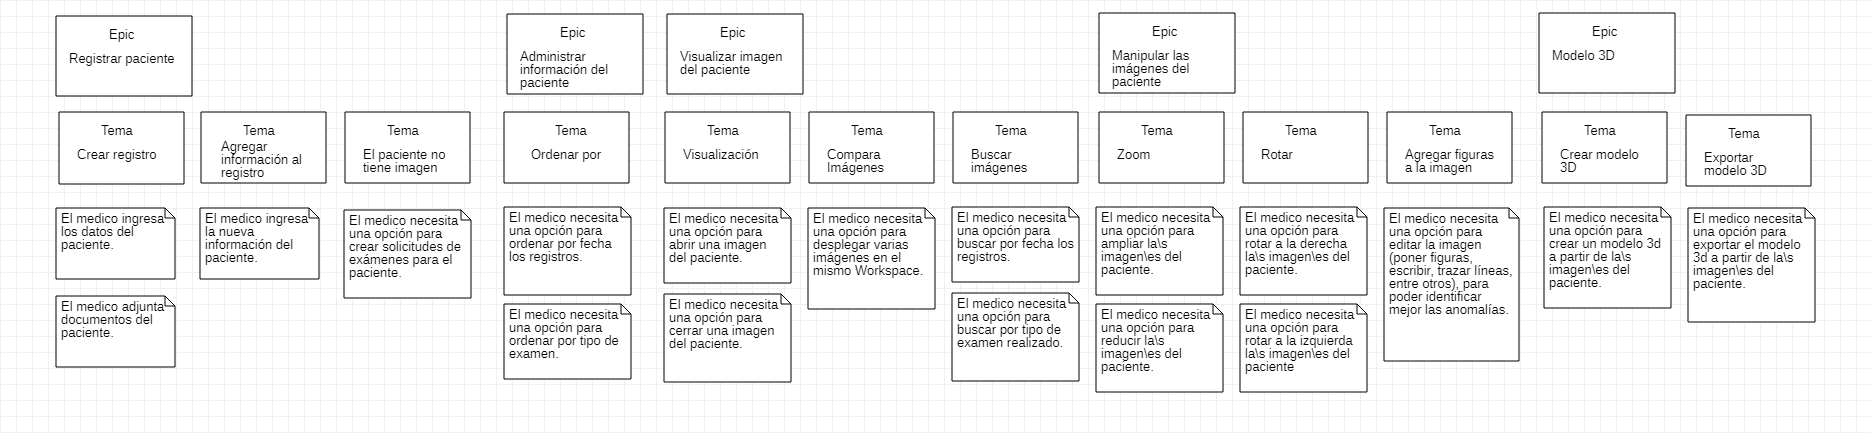 Epic
Registrar paciente
Epic
Administrar
información del
paciente
Epic
Visualizar imagen
del paciente
Epic
Manipular las
imágenes del
paciente
Epic
Modelo 3D
Tema
Crear registro
Tema
Agregar
información al
registro
Tema
El paciente no
tiene imagen
Tema
Ordenar por
Tema
Visualización
Tema
Compara
Imágenes
Tema
Buscar
imágenes
Tema
Zoom
Tema
Rotar
Tema
Agregar figuras
a la imagen
Tema
Crear modelo
3D
Tema
Exportar
modelo 3D
El medico ingresa
los datos del
paciente.
El medico ingresa
la nueva
información del
paciente.
El medico necesita
una opción para
crear solicitudes de
exámenes para el
paciente.
El medico necesita
una opción para
ordenar por fecha
los registros.
El medico necesita
una opción para
abrir una imagen
del paciente.
El medico necesita
una opción para
desplegar varias
imágenes en el
mismo Workspace.
El medico necesita
una opción para
buscar por fecha los
registros.
El medico necesita
una opción para
ampliar la\s
imagen\es del
paciente.
El medico necesita
una opción para
rotar a la derecha
la\s imagen\es del
paciente.
El medico necesita
una opción para
editar la imagen
(poner figuras,
escribir, trazar líneas,
entre otros), para
poder identificar
mejor las anomalías.
El medico necesita
una opción para
crear un modelo 3d
a partir de la\s
imagen\es del
paciente.
El medico necesita
una opción para
exportar el modelo
3d a partir de la\s
imagen\es del
paciente.
El medico adjunta
documentos del
paciente.
El medico necesita
una opción para
ordenar por tipo de
examen.
El medico necesita
una opción para
cerrar una imagen
del paciente.
El medico necesita
una opción para
buscar por tipo de
examen realizado.
El medico necesita
una opción para
reducir la\s
imagen\es del
paciente.
El medico necesita
una opción para
rotar a la izquierda
la\s imagen\es del
paciente